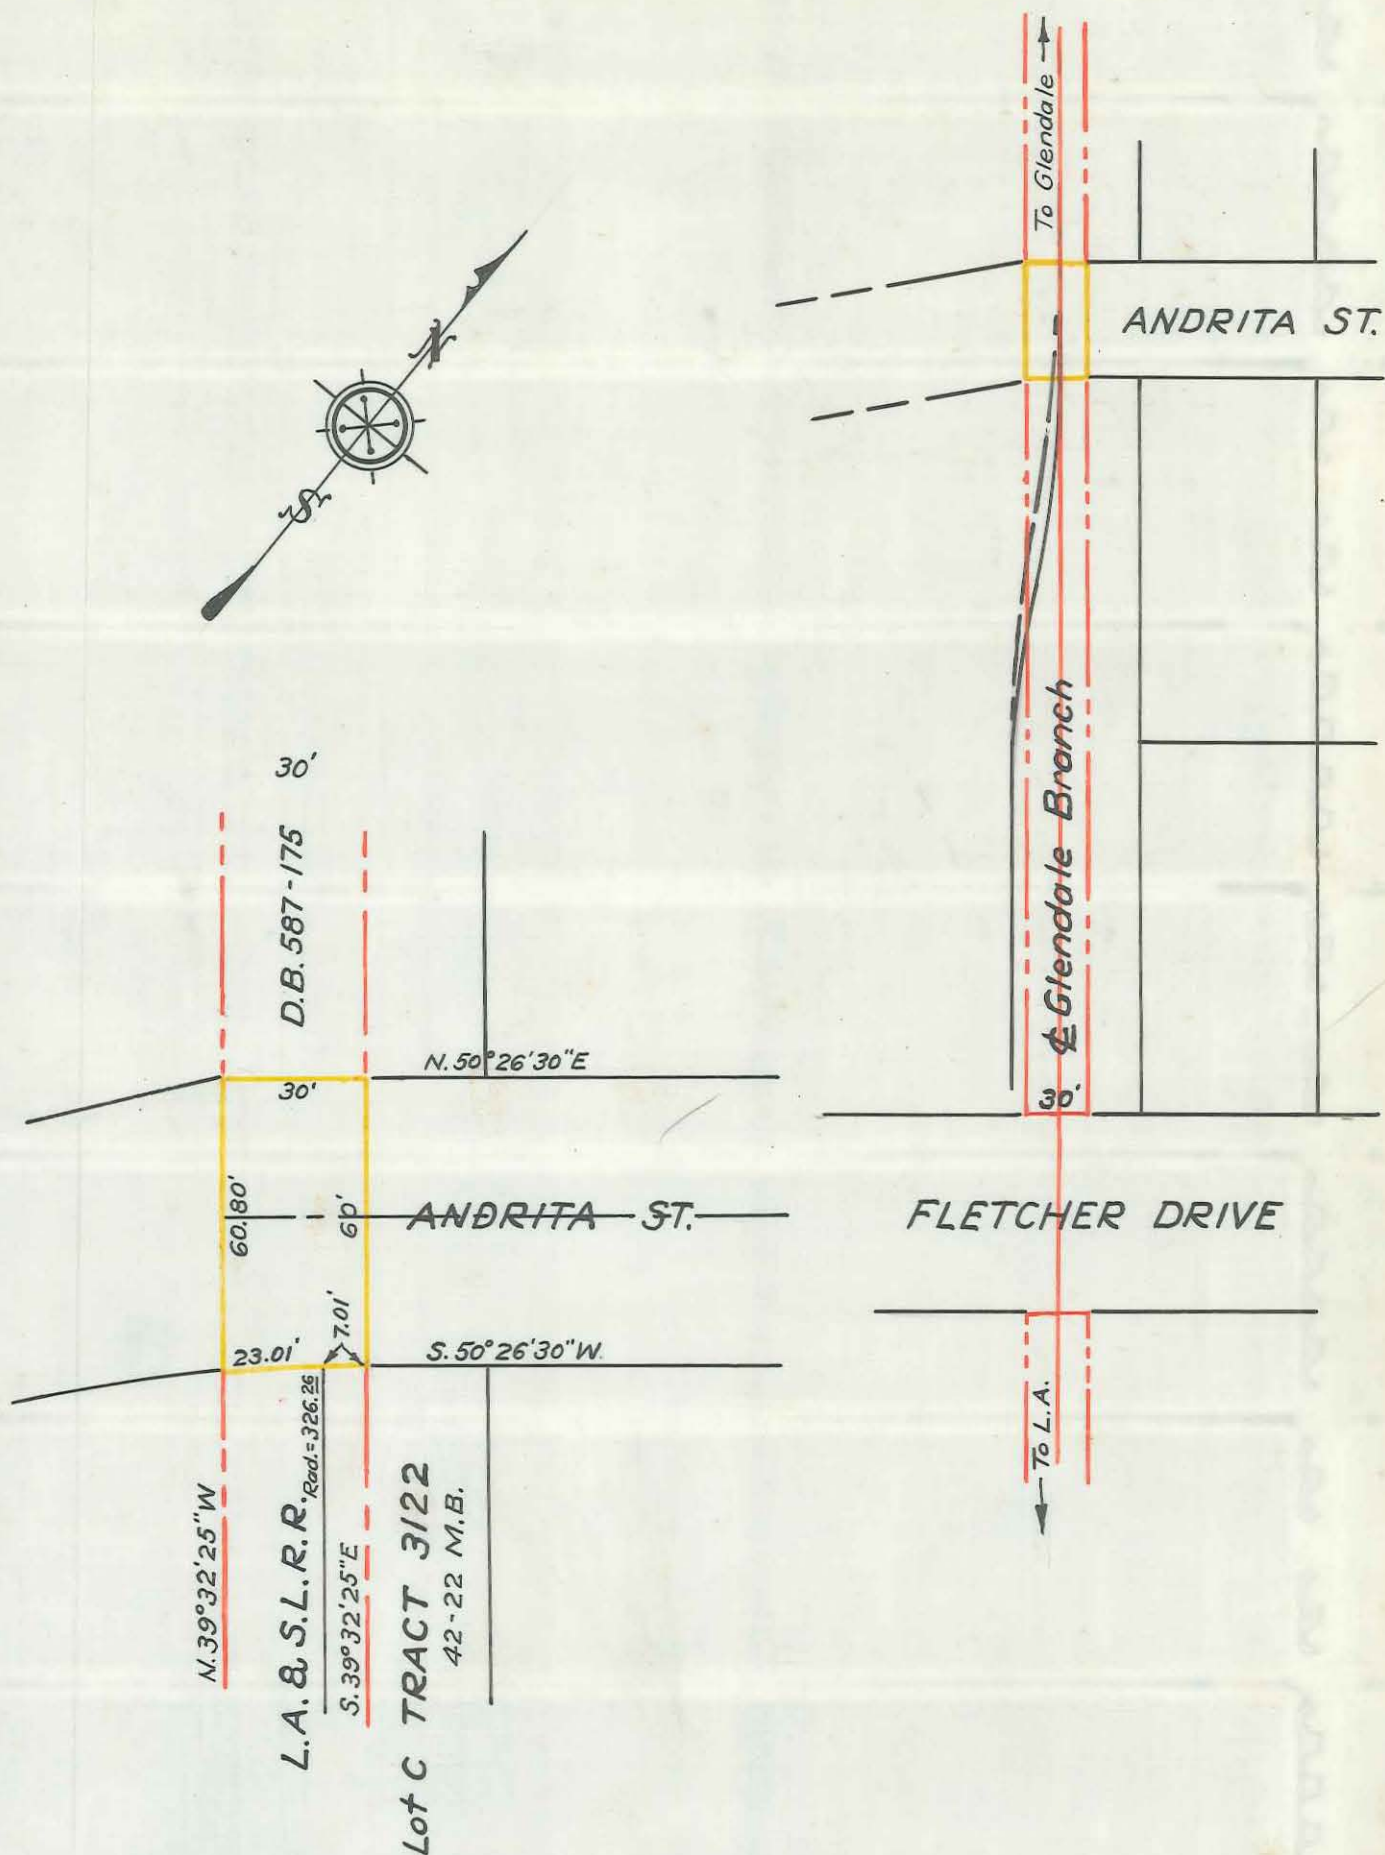 To Glendale
ANDRITA ST.
N
S
℄ Glendale Branch
30'
FLETCHER DRIVE
To L.A.
30'
D.B. 587-175
N. 50° 26' 30" E
30'
60.80'
60'
ANDRITA ST.
7.01'
23.01'
S. 50° 26' 30" W.
N. 39° 32' 25" W
L.A. & S.L. R.R.
Rad. = 326.26
S. 39° 32' 25" E
Lot C TRACT 3122
42-22 M.B.